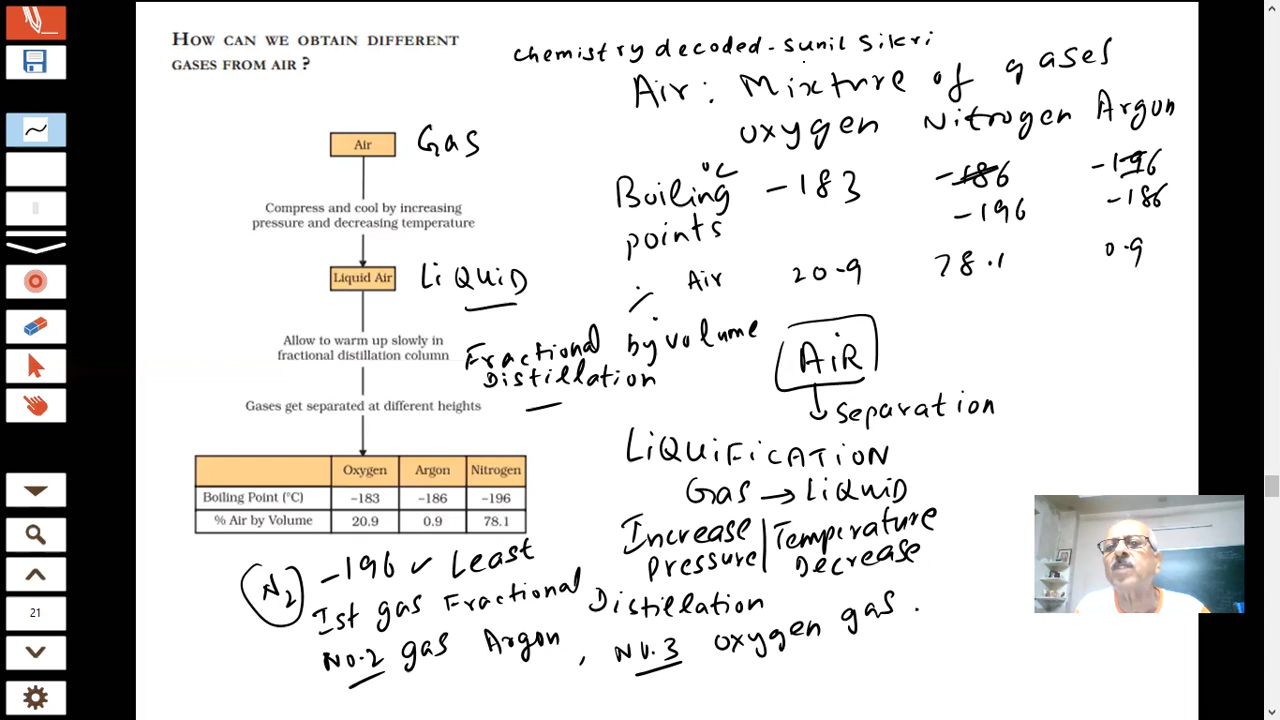 HOW CAN WE OBTAIN DIFFERENT
GASES FROM AIR ?
Air
Compress and cool by increasing
pressure and decreasing temperature
Liquid Air
Allow to warm up slowly in
fractional distillation column
Gases get separated at different heights
Oxygen Argon Nitrogen
Boiling Point (°C) –183 –186 –196
% Air by Volume 20.9 0.9 78.1
Gas
LiQUiD
Fractional
Distillation
chemistry decoded - sunil sikri
Air : Mixture of gases
oxygen Nitrogen Argon
°C
Boiling -183 -186 -196
points -196 -186
% Air 20.9 78.1 0.9
by volume
AiR
separation
LiQUiFiCATiON
Gas → LiQUiD
Increase Temperature
Pressure Decrease
N2 -196 ✓ Least
Ist gas Fractional Distillation
No.2 gas Argon , No.3 oxygen gas .
21